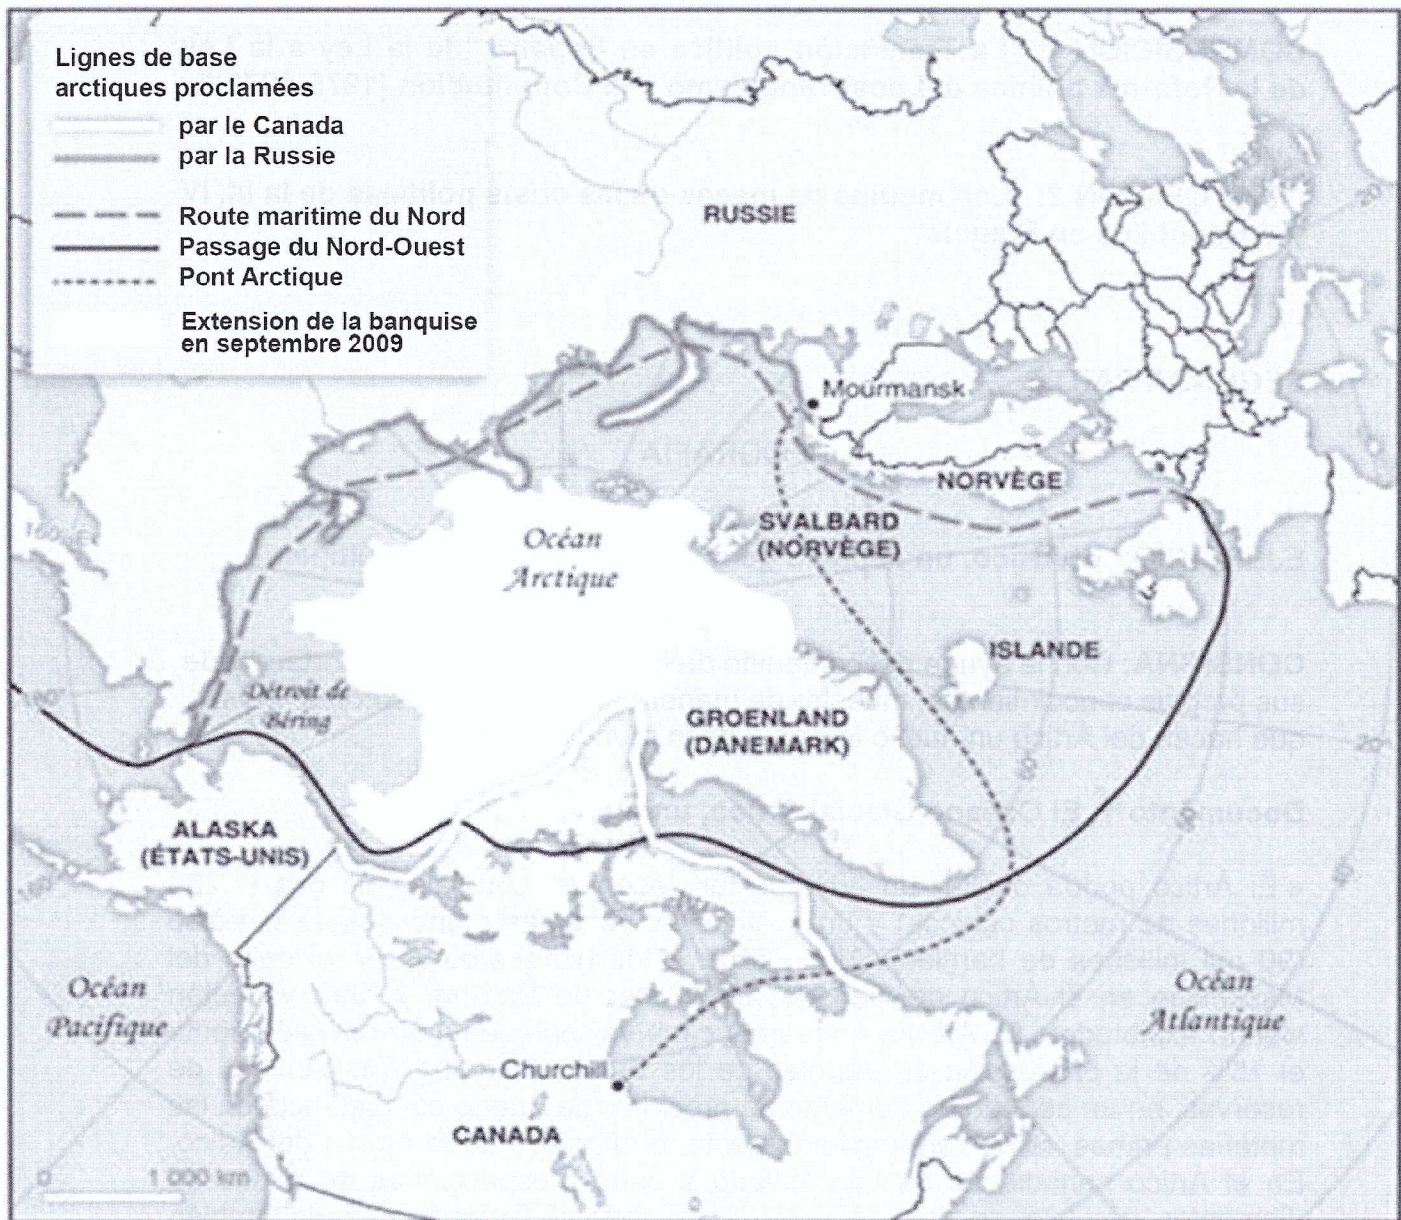 Lignes de base
arctiques proclamées
par le Canada
par la Russie
Route maritime du Nord
Passage du Nord-Ouest
Pont Arctique
Extension de la banquise
en septembre 2009
RUSSIE
Mourmansk
NORVÈGE
SVALBARD
(NORVÈGE)
Océan
Arctique
ISLANDE
Détroit de
Béring
GROENLAND
(DANEMARK)
ALASKA
(ÉTATS-UNIS)
Océan
Pacifique
Océan
Atlantique
Churchill
CANADA
0 1 000 km